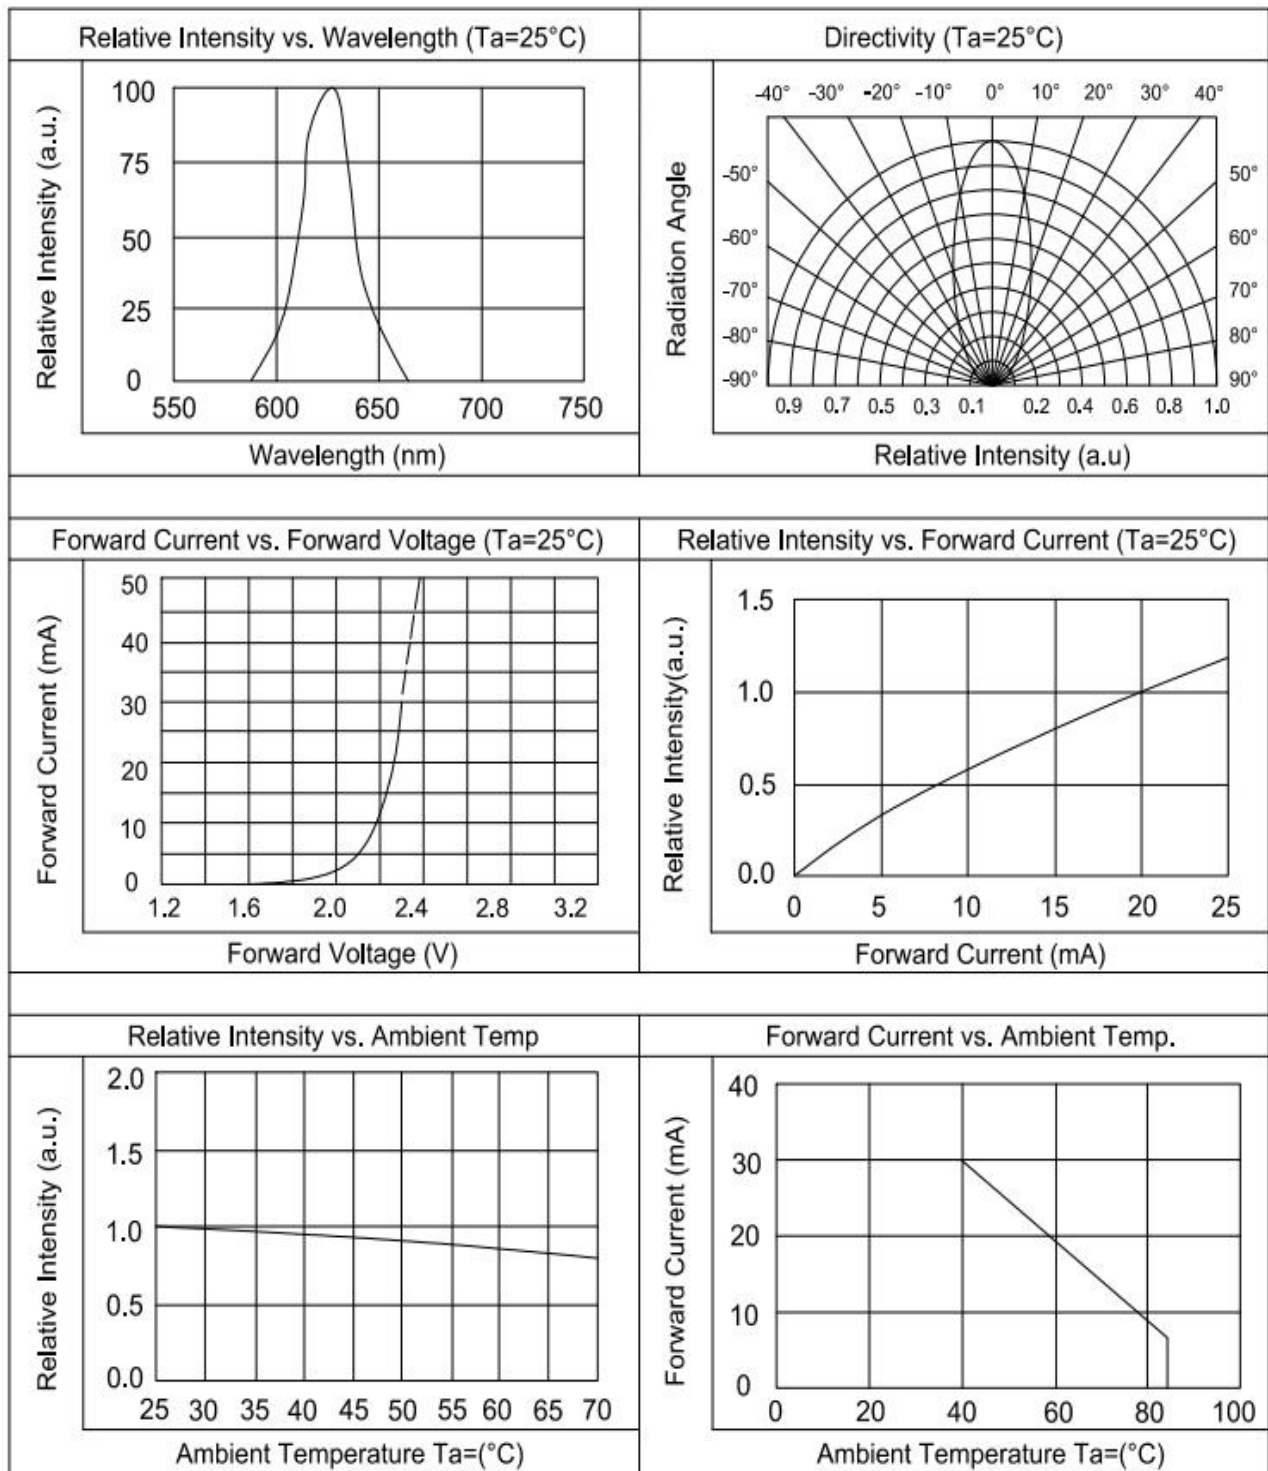 Relative Intensity vs. Wavelength (Ta=25°C)
Relative Intensity (a.u.)
100
75
50
25
0
550 600 650 700 750
Wavelength (nm)
Directivity (Ta=25°C)
Radiation Angle
-40° -30° -20° -10° 0° 10° 20° 30° 40°
-50° 50°
-60° 60°
-70° 70°
-80° 80°
-90° 90°
0.9 0.7 0.5 0.3 0.1 0.2 0.4 0.6 0.8 1.0
Relative Intensity (a.u)
Forward Current vs. Forward Voltage (Ta=25°C)
Forward Current (mA)
50
40
30
20
10
0
1.2 1.6 2.0 2.4 2.8 3.2
Forward Voltage (V)
Relative Intensity vs. Forward Current (Ta=25°C)
Relative Intensity(a.u.)
1.5
1.0
0.5
0.0
0 5 10 15 20 25
Forward Current (mA)
Relative Intensity vs. Ambient Temp
Relative Intensity (a.u.)
2.0
1.5
1.0
0.5
0.0
25 30 35 40 45 50 55 60 65 70
Ambient Temperature Ta=(°C)
Forward Current vs. Ambient Temp.
Forward Current (mA)
40
30
20
10
0
0 20 40 60 80 100
Ambient Temperature Ta=(°C)